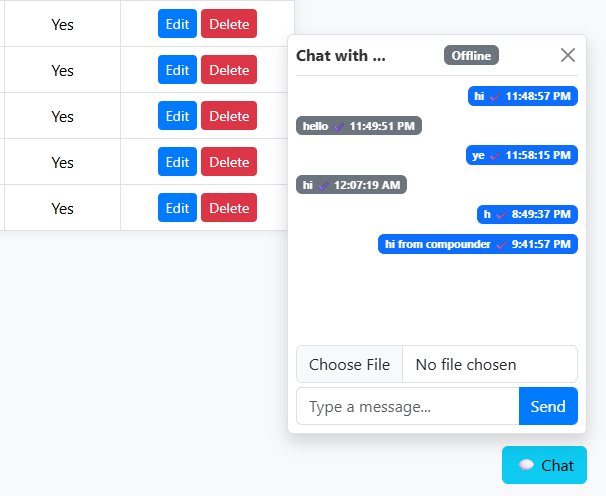 Yes Edit Delete
Yes Edit Delete
Yes Edit Delete
Yes Edit Delete
Yes Edit Delete
Chat with ... Offline
hi 11:48:57 PM
hello 11:49:51 PM
ye 11:58:15 PM
hi 12:07:19 AM
h 8:49:37 PM
hi from compounder 9:41:57 PM
Choose File No file chosen
Type a message... Send
Chat